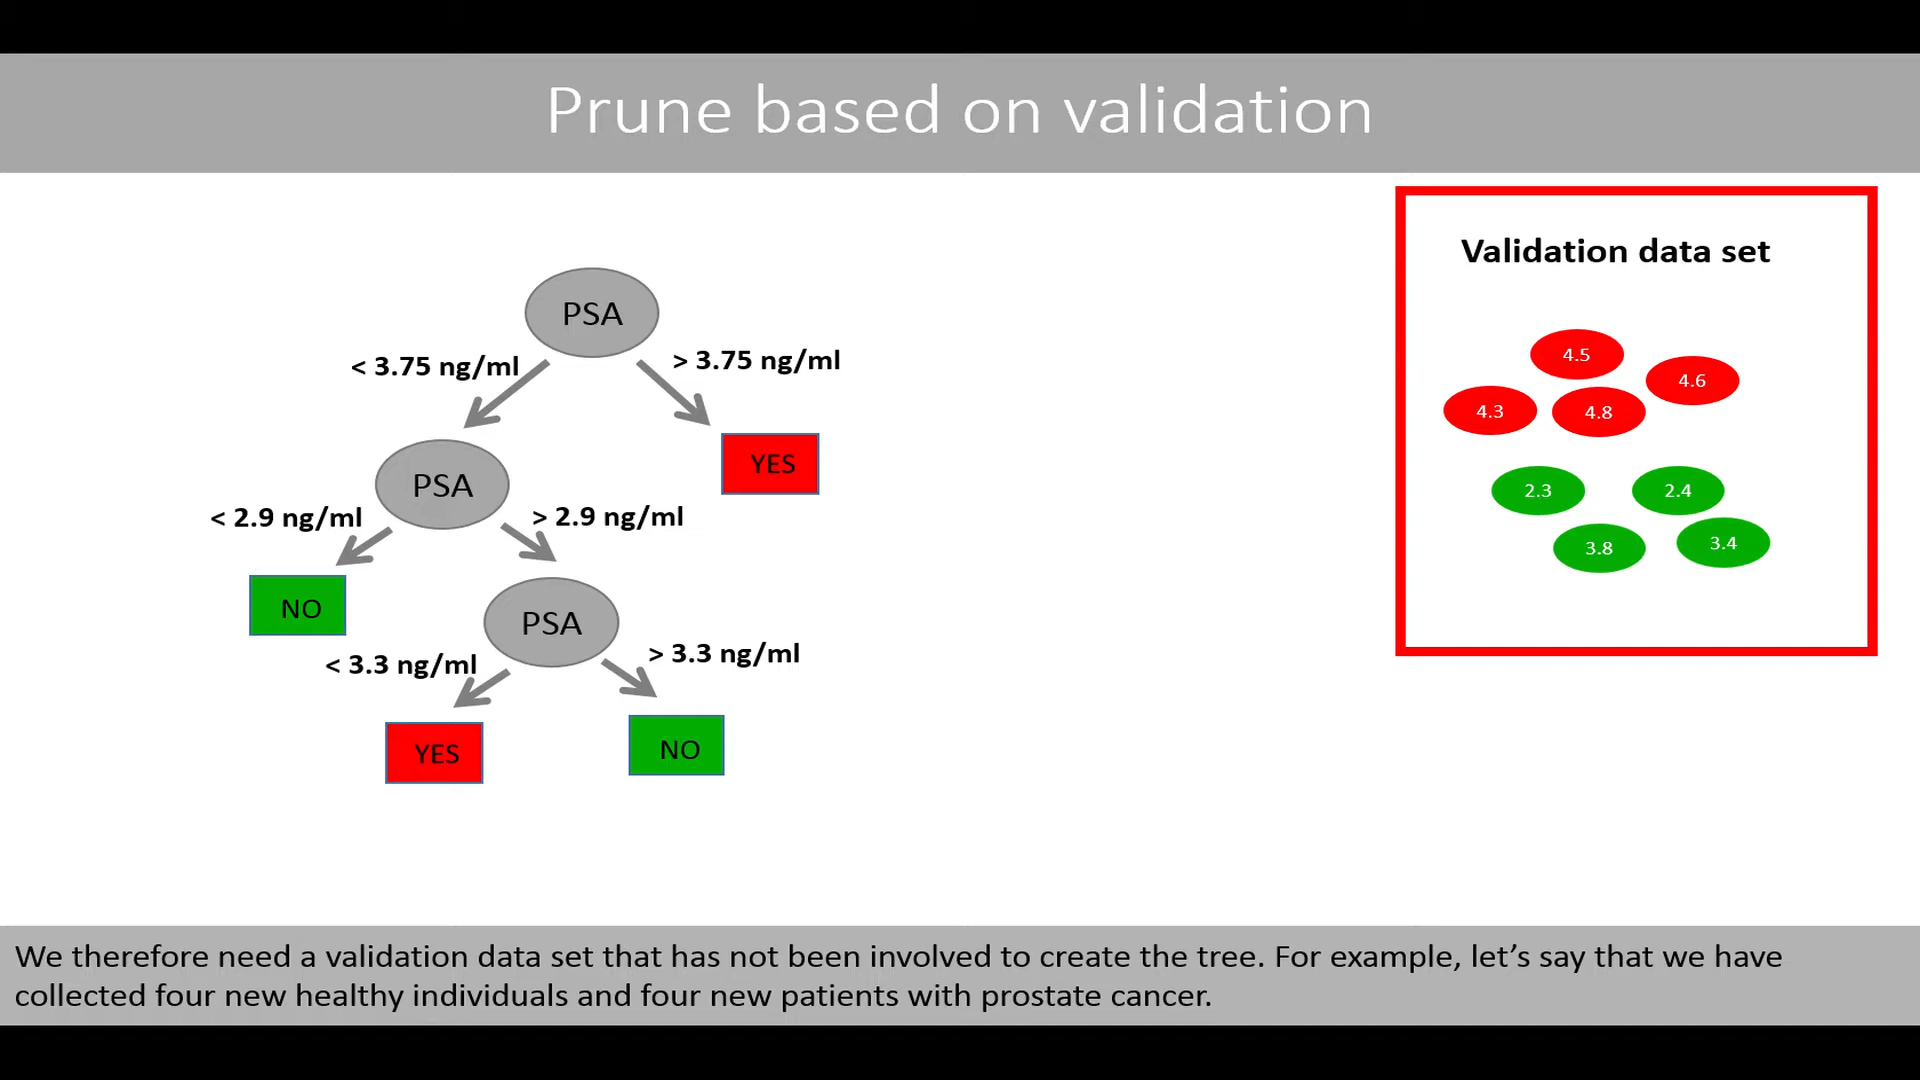 Prune based on validation
Validation data set
PSA
< 3.75 ng/ml
> 3.75 ng/ml
4.5
4.6
4.3
4.8
YES
PSA
2.3
2.4
< 2.9 ng/ml
> 2.9 ng/ml
3.8
3.4
NO
PSA
< 3.3 ng/ml
> 3.3 ng/ml
YES
NO
We therefore need a validation data set that has not been involved to create the tree. For example, let’s say that we have
collected four new healthy individuals and four new patients with prostate cancer.